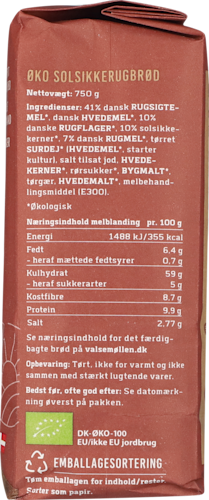 ØKO SOLSIKKERUGBRØD
Nettovægt: 750 g
Ingredienser: 41% dansk RUGSIGTE-
MEL*, dansk HVEDEMEL*, 10%
dansk RUGFLAGER*, 10% solsikke-
kerner*, 7% dansk RUGMEL*, tørret
SURDEJ* (HVEDEMEL*, starter
kultur), salt tilsat jod, HVEDE-
KERNER*, rørsukker*, BYGMALT*,
tørgær, HVEDEMALT*, melbehand-
lingsmiddel (E300).
*Økologisk
Næringsindhold melblanding pr. 100 g
Energi 1488 kJ/355 kcal
Fedt 6.4 g
- heraf mættede fedtsyrer 0.7 g
Kulhydrat 59 g
- heraf sukkerarter 5 g
Kostfibre 8,7 g
Protein 9.9 g
Salt 2,77 g
Se næringsindhold for det færdig-
bagte brød på valsemøllen.dk
Opbevaring: Tørt, ikke for varmt og ikke
sammen med stærkt lugtende varer.
Bedst før, ofte god efter: Se datomærk-
ning øverst på pakken.
DK-ØKO-100
EU/ikke EU jordbrug
EMBALLAGESORTERING
Tøm emballagen for indhold/rester
Sorter som papir.